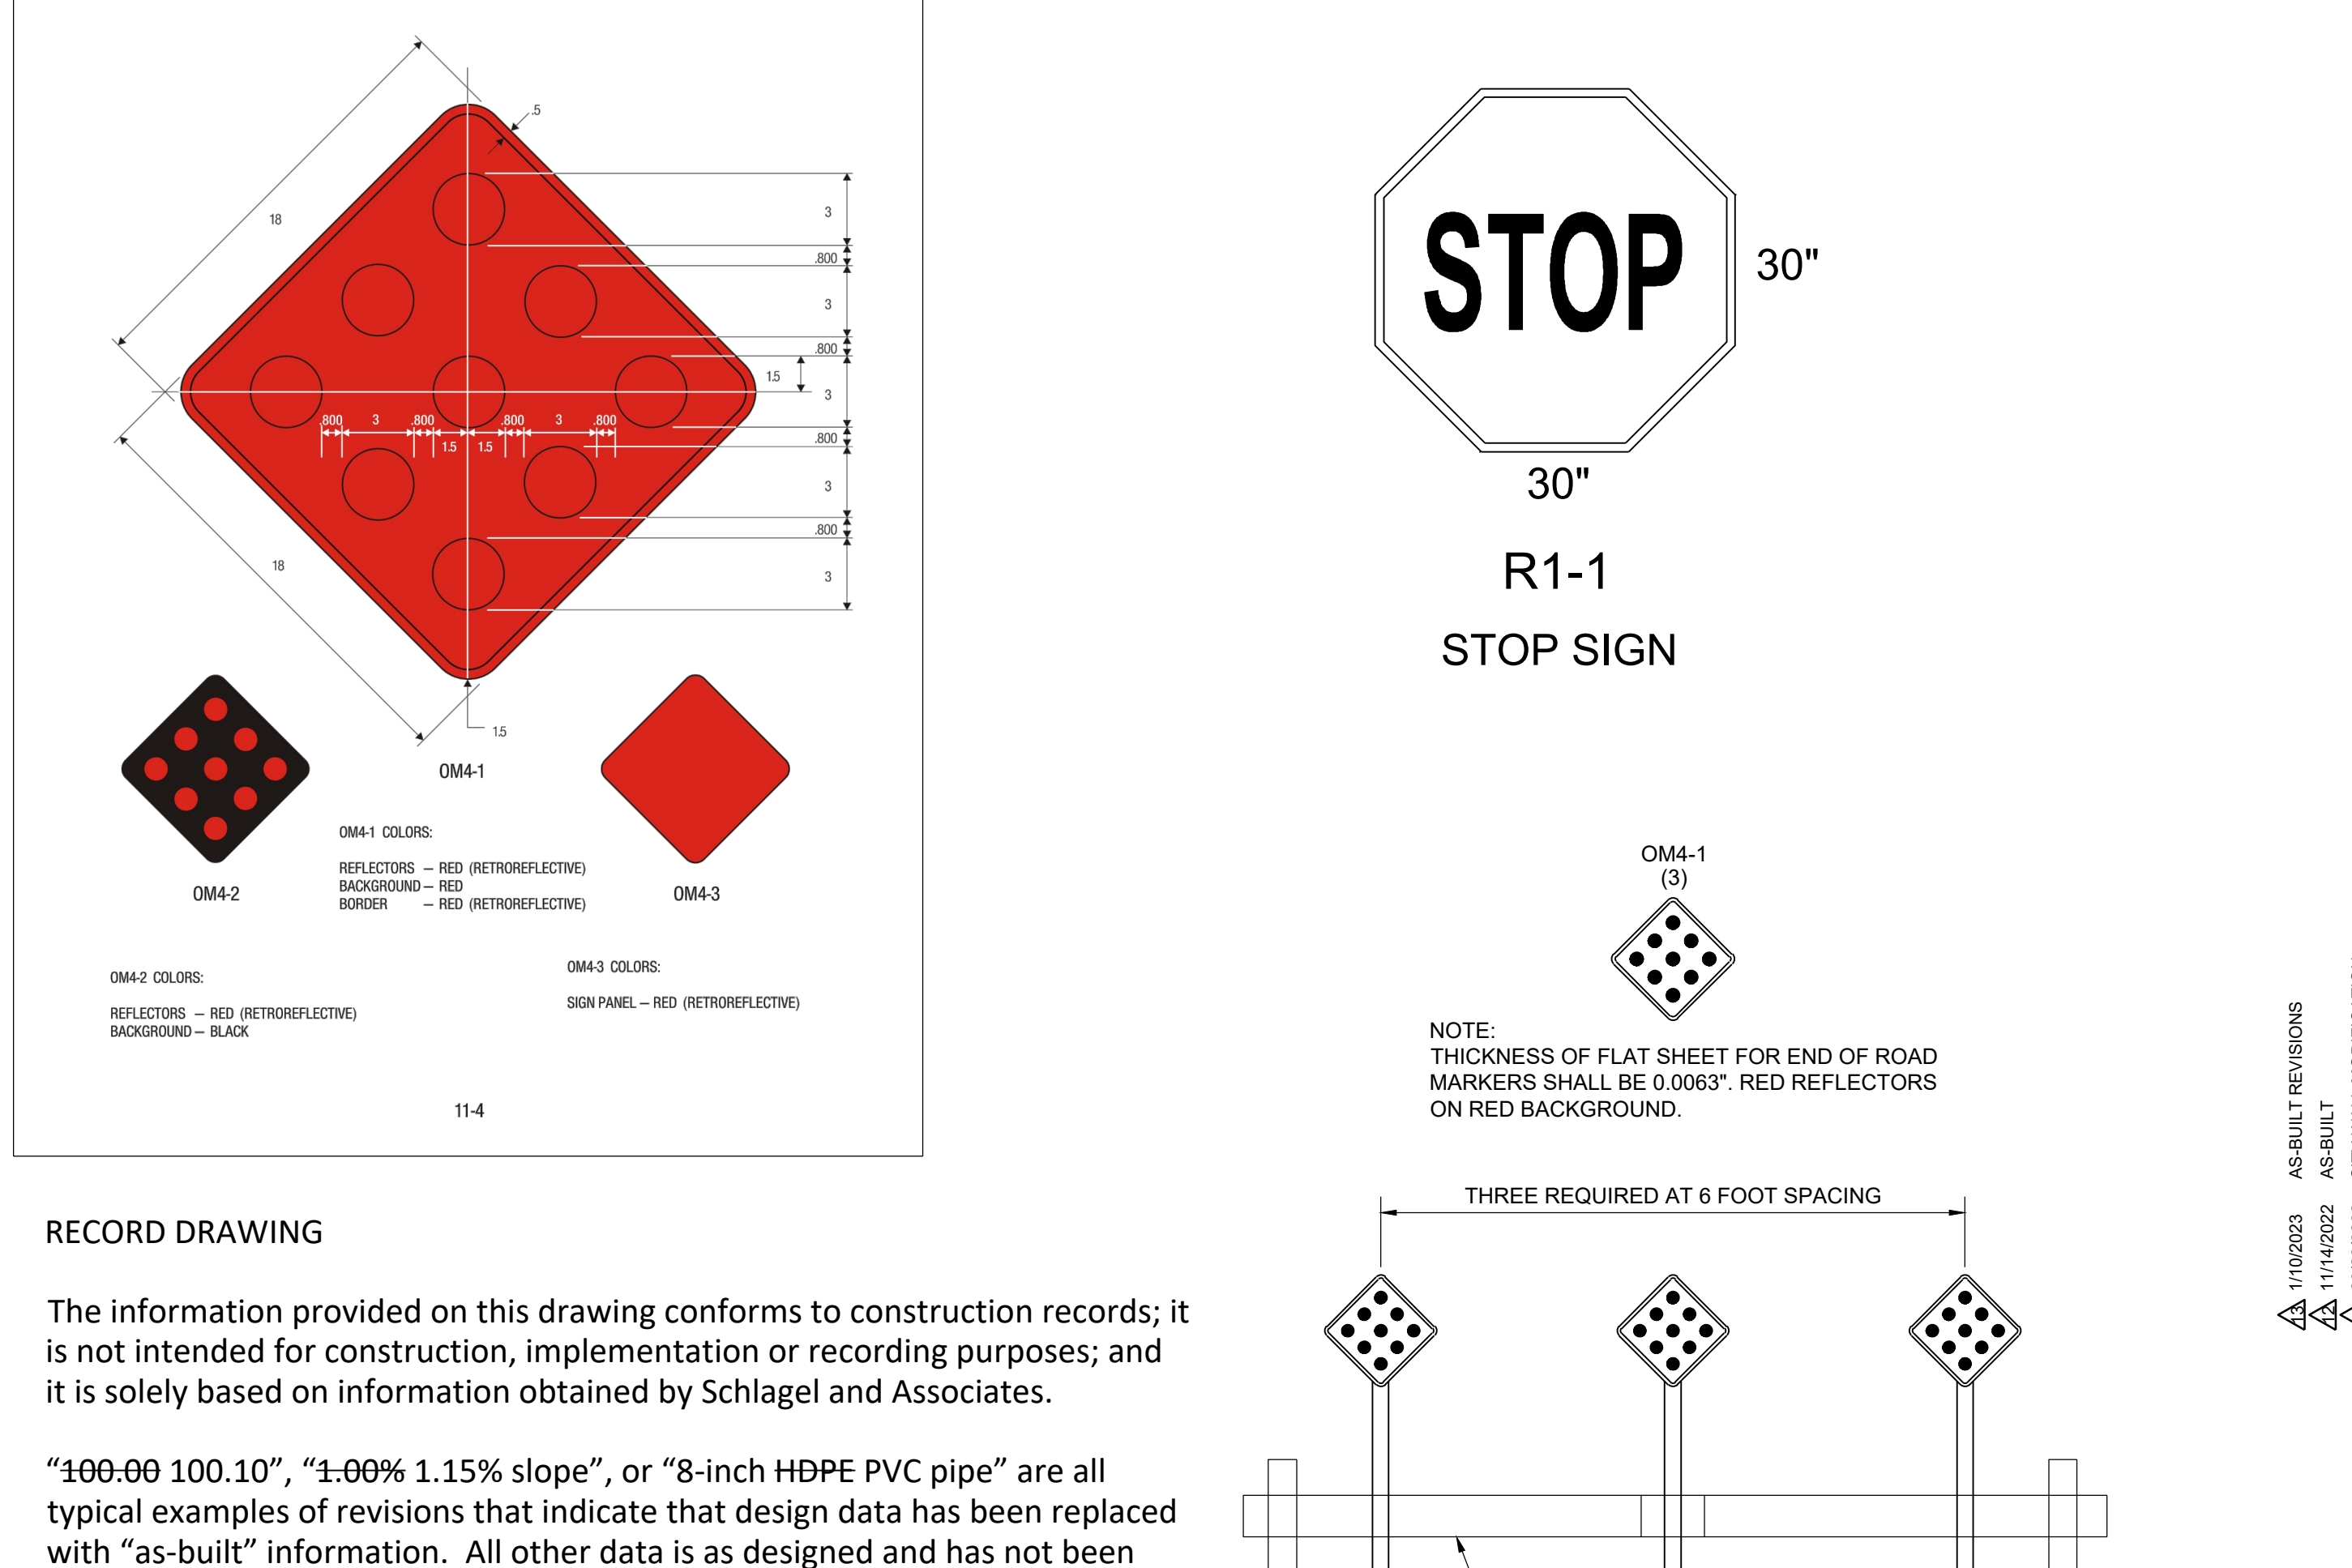 .5
18
3
.800
3
.800
1.5
3
.800
3
.800
3
.800 3 .800 .800 3 .800
1.5 1.5
18
1.5
OM4-1
OM4-2
OM4-3
OM4-1 COLORS:
REFLECTORS – RED (RETROREFLECTIVE)
BACKGROUND – RED
BORDER – RED (RETROREFLECTIVE)
OM4-2 COLORS:
REFLECTORS – RED (RETROREFLECTIVE)
BACKGROUND – BLACK
OM4-3 COLORS:
SIGN PANEL – RED (RETROREFLECTIVE)
11-4
STOP
30"
30"
R1-1
STOP SIGN
OM4-1
(3)
NOTE:
THICKNESS OF FLAT SHEET FOR END OF ROAD
MARKERS SHALL BE 0.0063". RED REFLECTORS
ON RED BACKGROUND.
THREE REQUIRED AT 6 FOOT SPACING
RECORD DRAWING
The information provided on this drawing conforms to construction records; it
is not intended for construction, implementation or recording purposes; and
it is solely based on information obtained by Schlagel and Associates.
“100.00 100.10”, “1.00% 1.15% slope”, or “8-inch HDPE PVC pipe” are all
typical examples of revisions that indicate that design data has been replaced
with “as-built” information. All other data is as designed and has not been
13 1/10/2023 AS-BUILT REVISIONS
12 11/14/2022 AS-BUILT